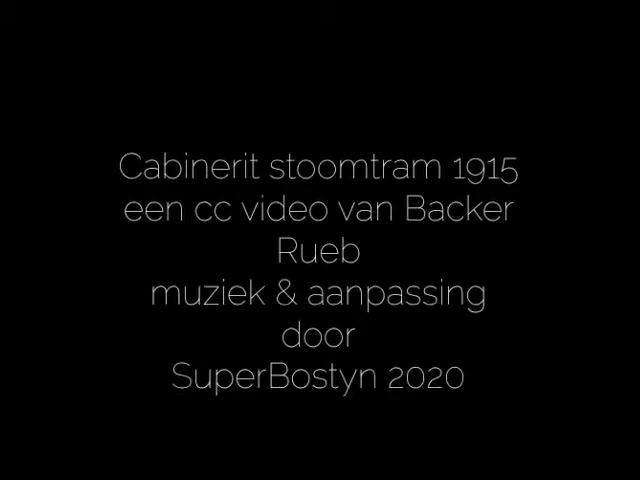 Cabinerit stoomtram 1915
een cc video van Backer
Rueb
muziek & aanpassing
door
SuperBostyn 2020